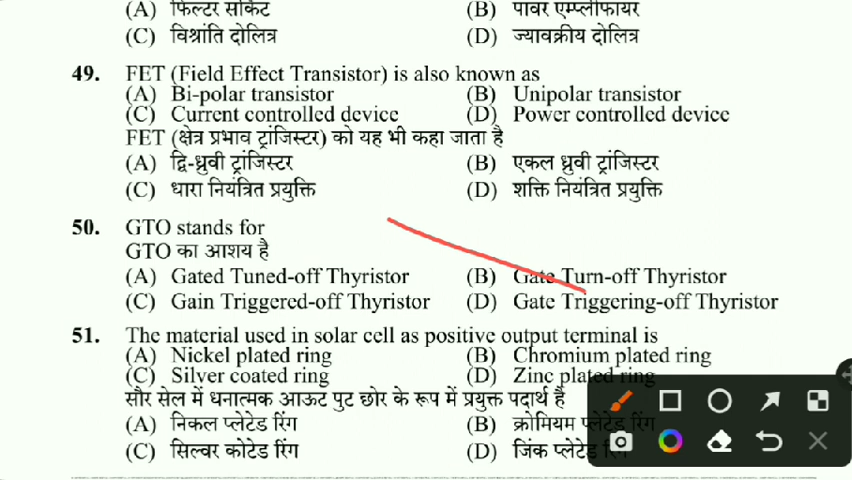 (A) फिल्टर सर्किट (B) पावर एम्प्लीफायर
(C) विश्रांति दोलित्र (D) ज्यावक्रीय दोलित्र
49. FET (Field Effect Transistor) is also known as
(A) Bi-polar transistor (B) Unipolar transistor
(C) Current controlled device (D) Power controlled device
FET (क्षेत्र प्रभाव ट्रांजिस्टर) को यह भी कहा जाता है
(A) द्वि-ध्रुवी ट्रांजिस्टर (B) एकल ध्रुवी ट्रांजिस्टर
(C) धारा नियंत्रित प्रयुक्ति (D) शक्ति नियंत्रित प्रयुक्ति
50. GTO stands for
GTO का आशय है
(A) Gated Tuned-off Thyristor (B) Gate Turn-off Thyristor
(C) Gain Triggered-off Thyristor (D) Gate Triggering-off Thyristor
51. The material used in solar cell as positive output terminal is
(A) Nickel plated ring (B) Chromium plated ring
(C) Silver coated ring (D) Zinc plated ring
सौर सेल में धनात्मक आऊट पुट छोर के रूप में प्रयुक्त पदार्थ है
(A) निकल प्लेटेड रिंग (B) क्रोमियम प्लेटेड रिंग
(C) सिल्वर कोटेड रिंग (D) जिंक प्लेटेड रिंग